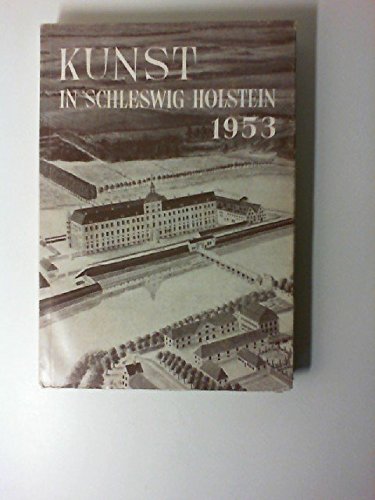 KUNST
IN SCHLESWIG HOLSTEIN
1953